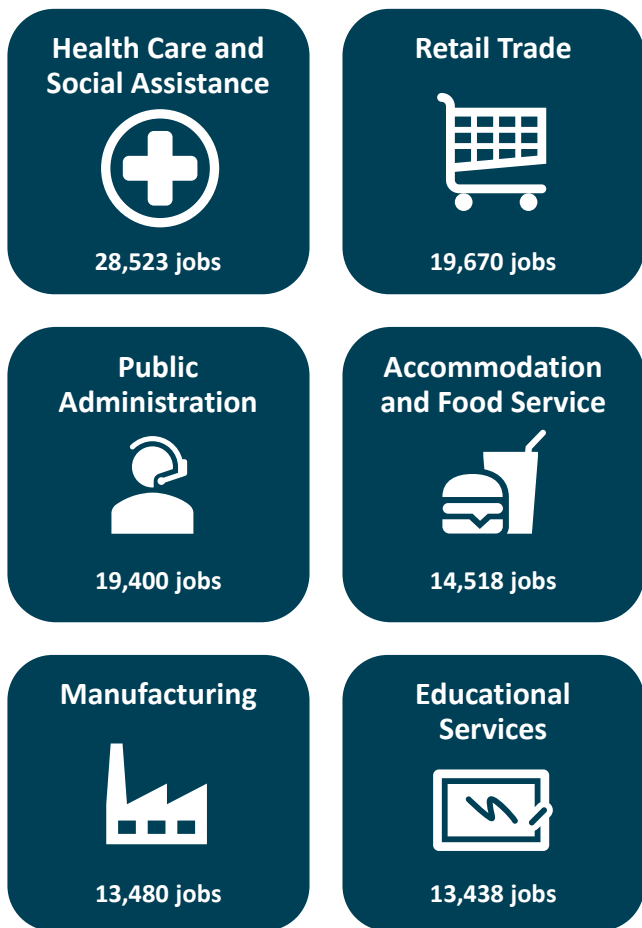 Health Care and
Social Assistance
28,523 jobs
Retail Trade
19,670 jobs
Public
Administration
19,400 jobs
Accommodation
and Food Service
14,518 jobs
Manufacturing
13,480 jobs
Educational
Services
13,438 jobs